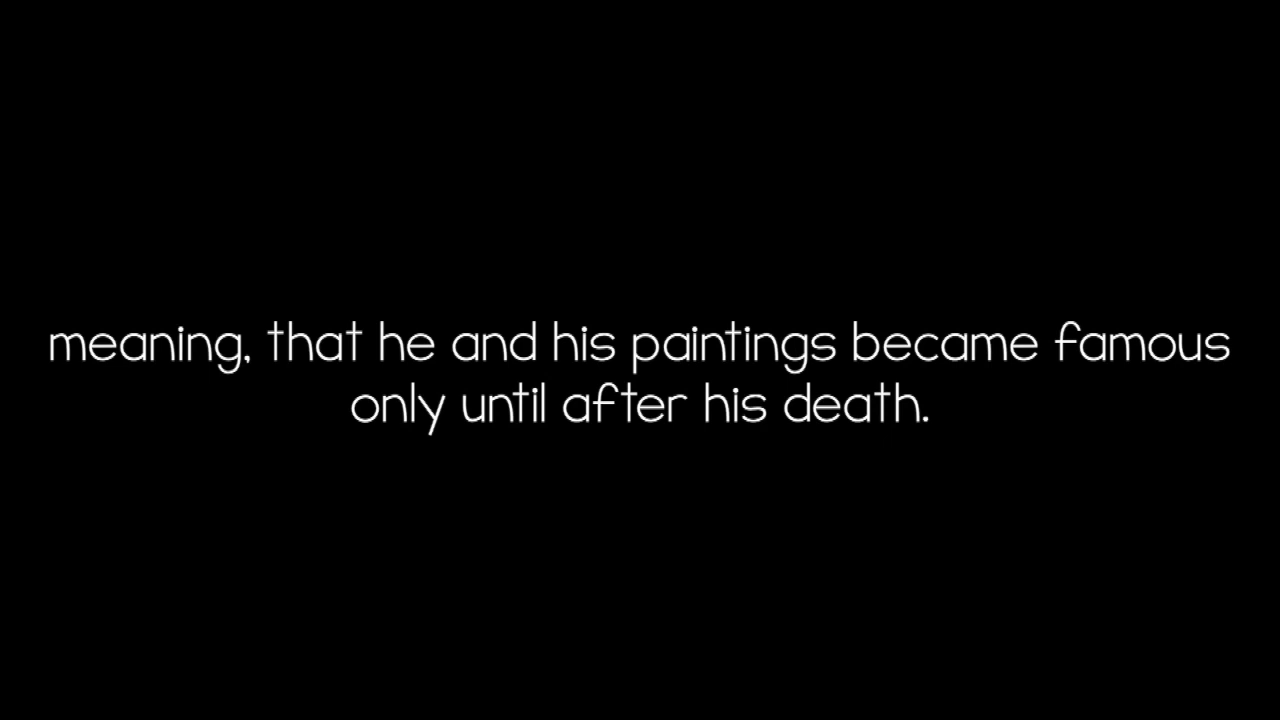 meaning, that he and his paintings became famous
only until after his death.